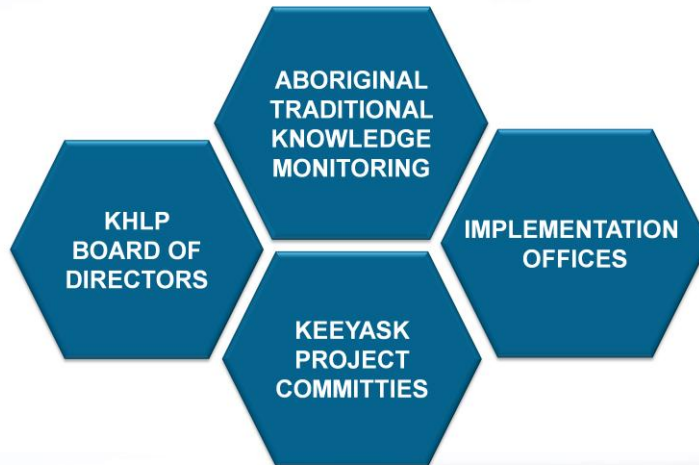 ABORIGINAL
TRADITIONAL
KNOWLEDGE
MONITORING
KHLP
BOARD OF
DIRECTORS
IMPLEMENTATION
OFFICES
KEEYASK
PROJECT
COMMITTIES